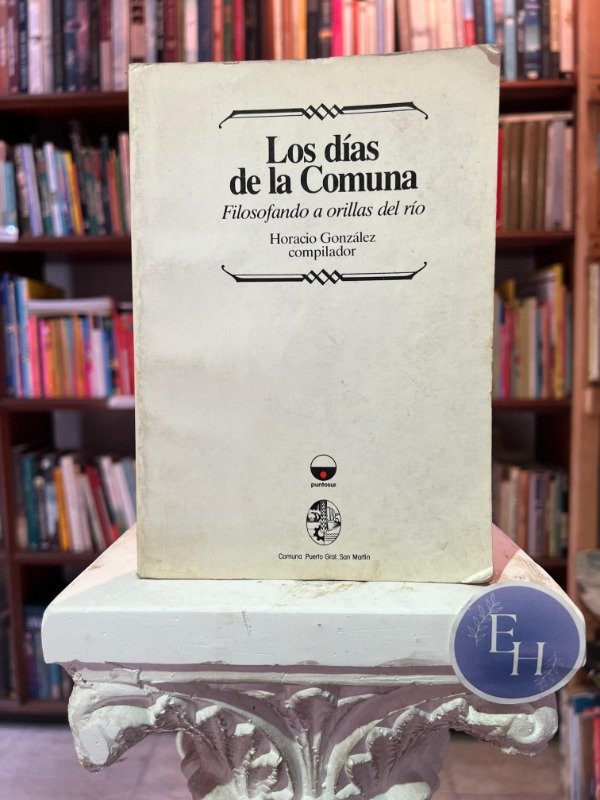 Los días
de la Comuna
Filosofando a orillas del río
Horacio González
compilador
puntosur
Comuna Puerto Gral. San Martín
EH